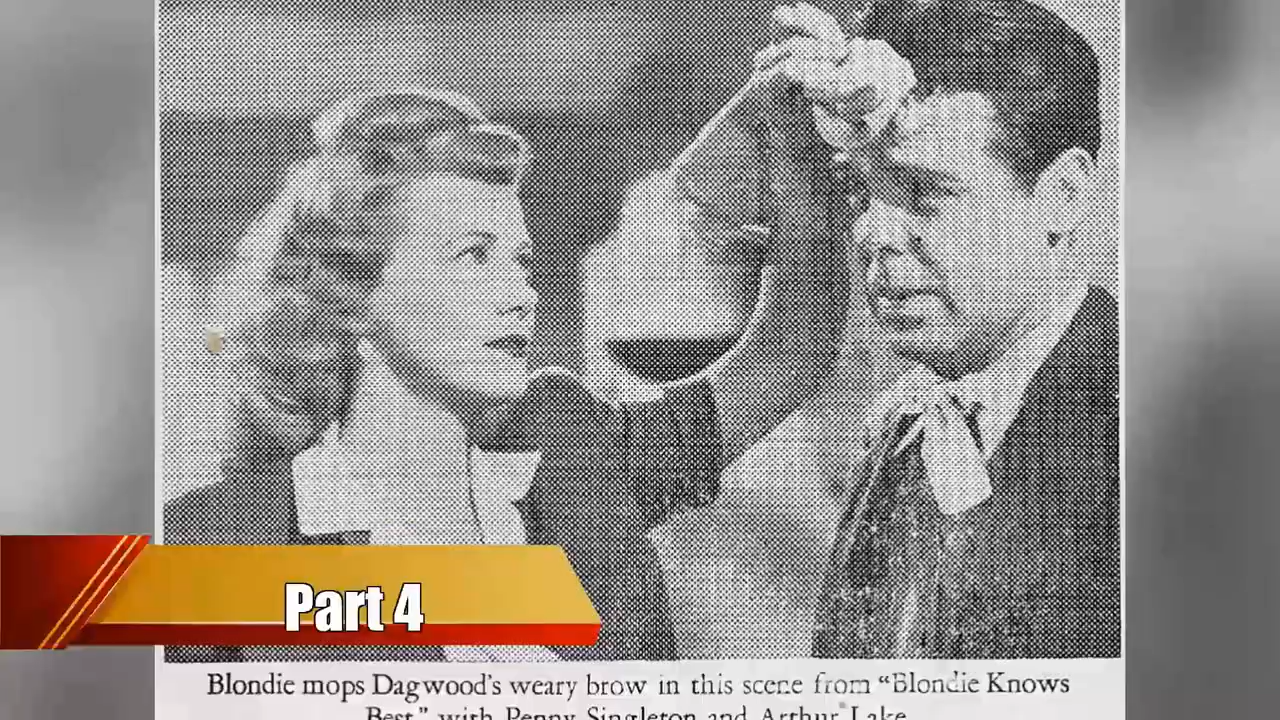 Part 4
Blondie mops Dagwood's weary brow in this scene from “Blondie Knows
Best,” with Penny Singleton and Arthur Lake